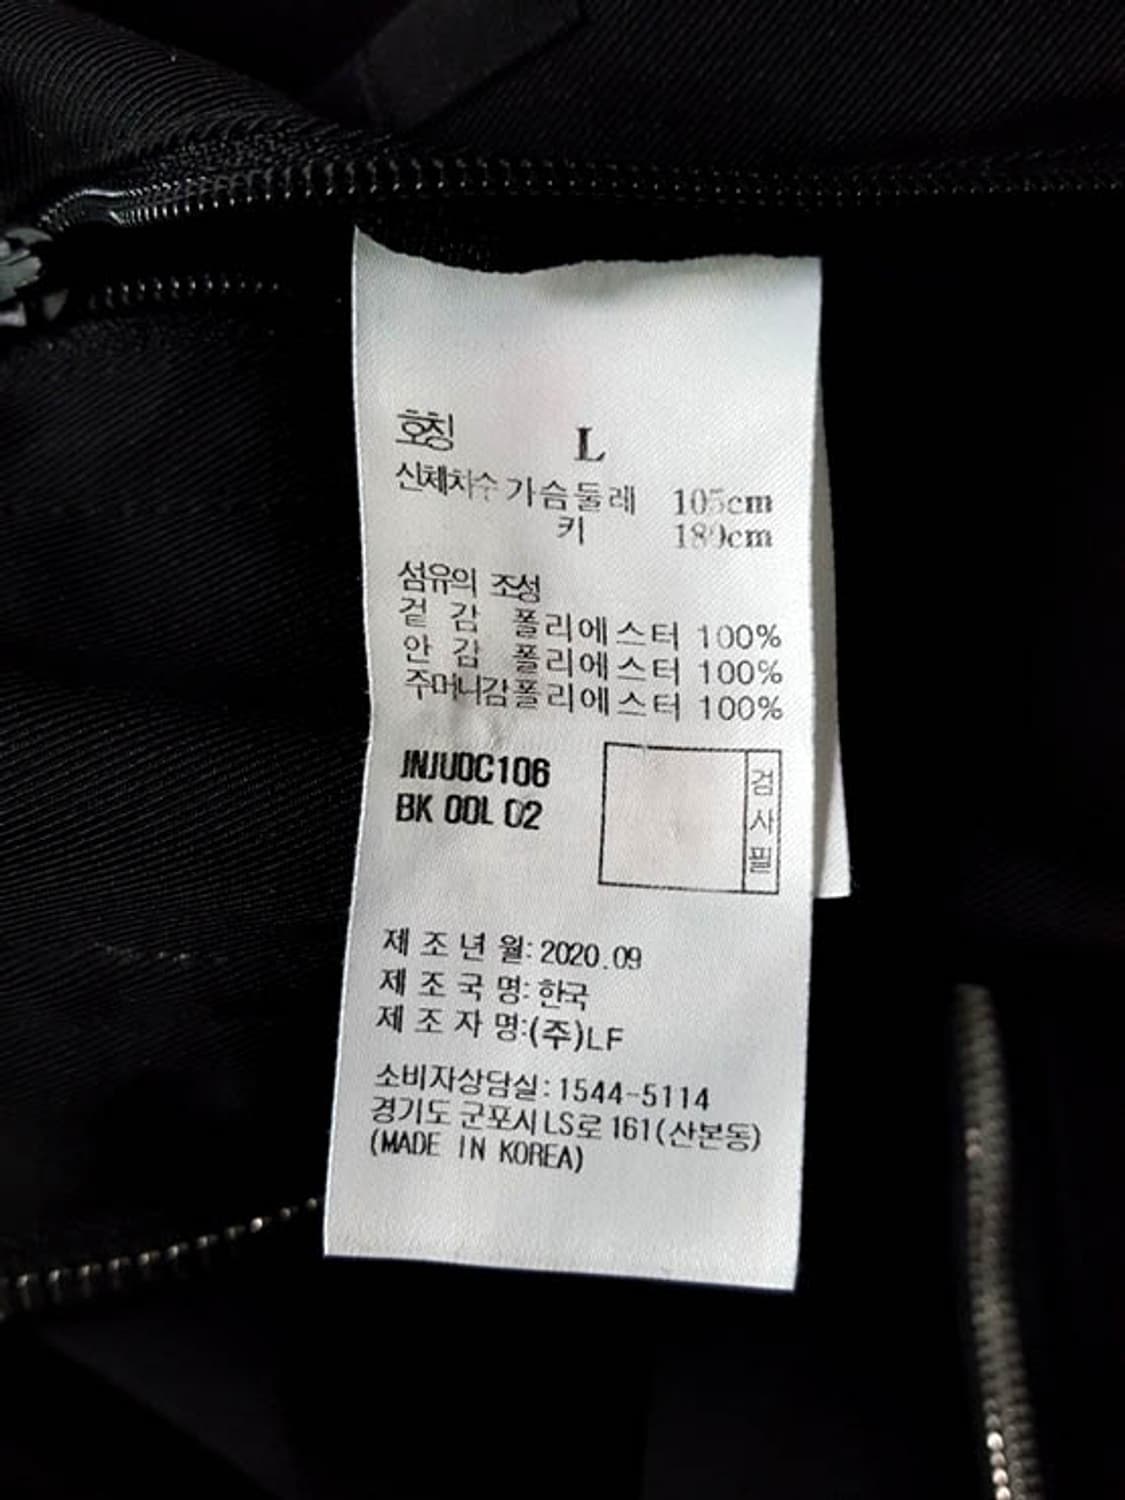 호칭 L
신체치수 가슴둘레 105cm
키 180cm
섬유의 조성
겉 감 폴리에스터 100%
안 감 폴리에스터 100%
주머니감 폴리에스터 100%
JNJU0C106
BK 00L 02
검사필
제 조 년 월: 2020.09
제 조 국 명: 한국
제 조 자 명:(주)LF
소비자상담실: 1544-5114
경기도 군포시 LS로 161(산본동)
(MADE IN KOREA)